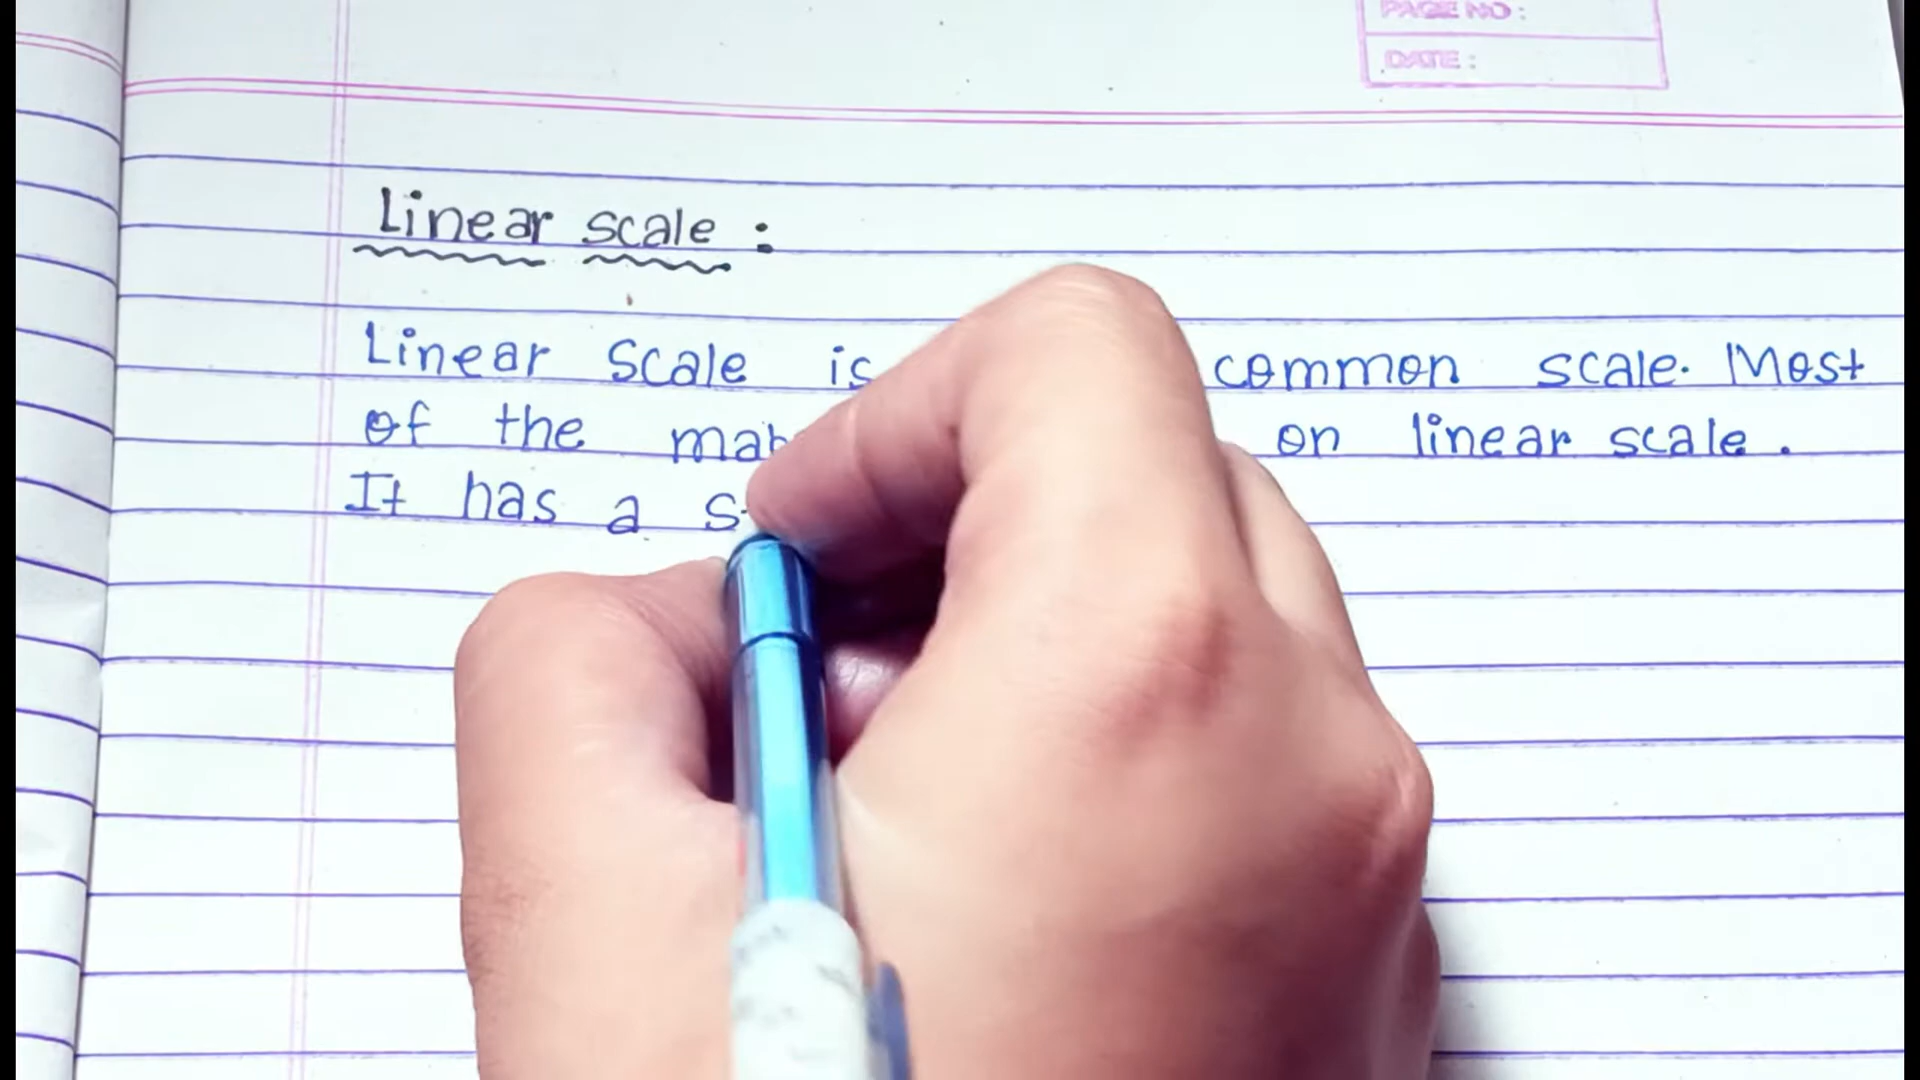 PAGE NO :
DATE :
Linear scale :
Linear scale is common scale. Most
of the on linear scale.
It has a